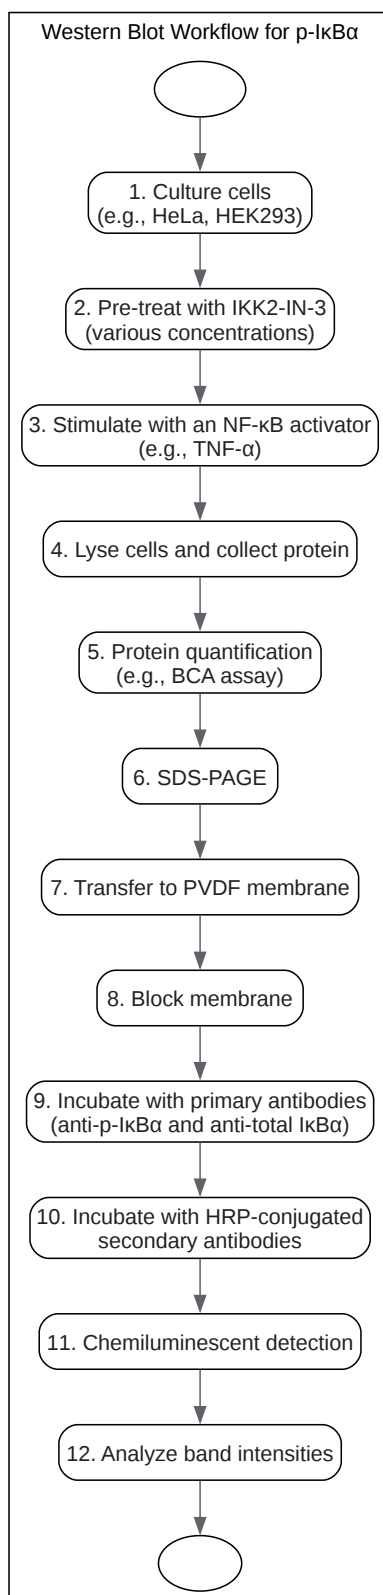 Western Blot Workflow for p-IκBα
1. Culture cells
(e.g., HeLa, HEK293)
2. Pre-treat with IKK2-IN-3
(various concentrations)
3. Stimulate with an NF-κB activator
(e.g., TNF-α)
4. Lyse cells and collect protein
5. Protein quantification
(e.g., BCA assay)
6. SDS-PAGE
7. Transfer to PVDF membrane
8. Block membrane
9. Incubate with primary antibodies
(anti-p-IκBα and anti-total IκBα)
10. Incubate with HRP-conjugated
secondary antibodies
11. Chemiluminescent detection
12. Analyze band intensities